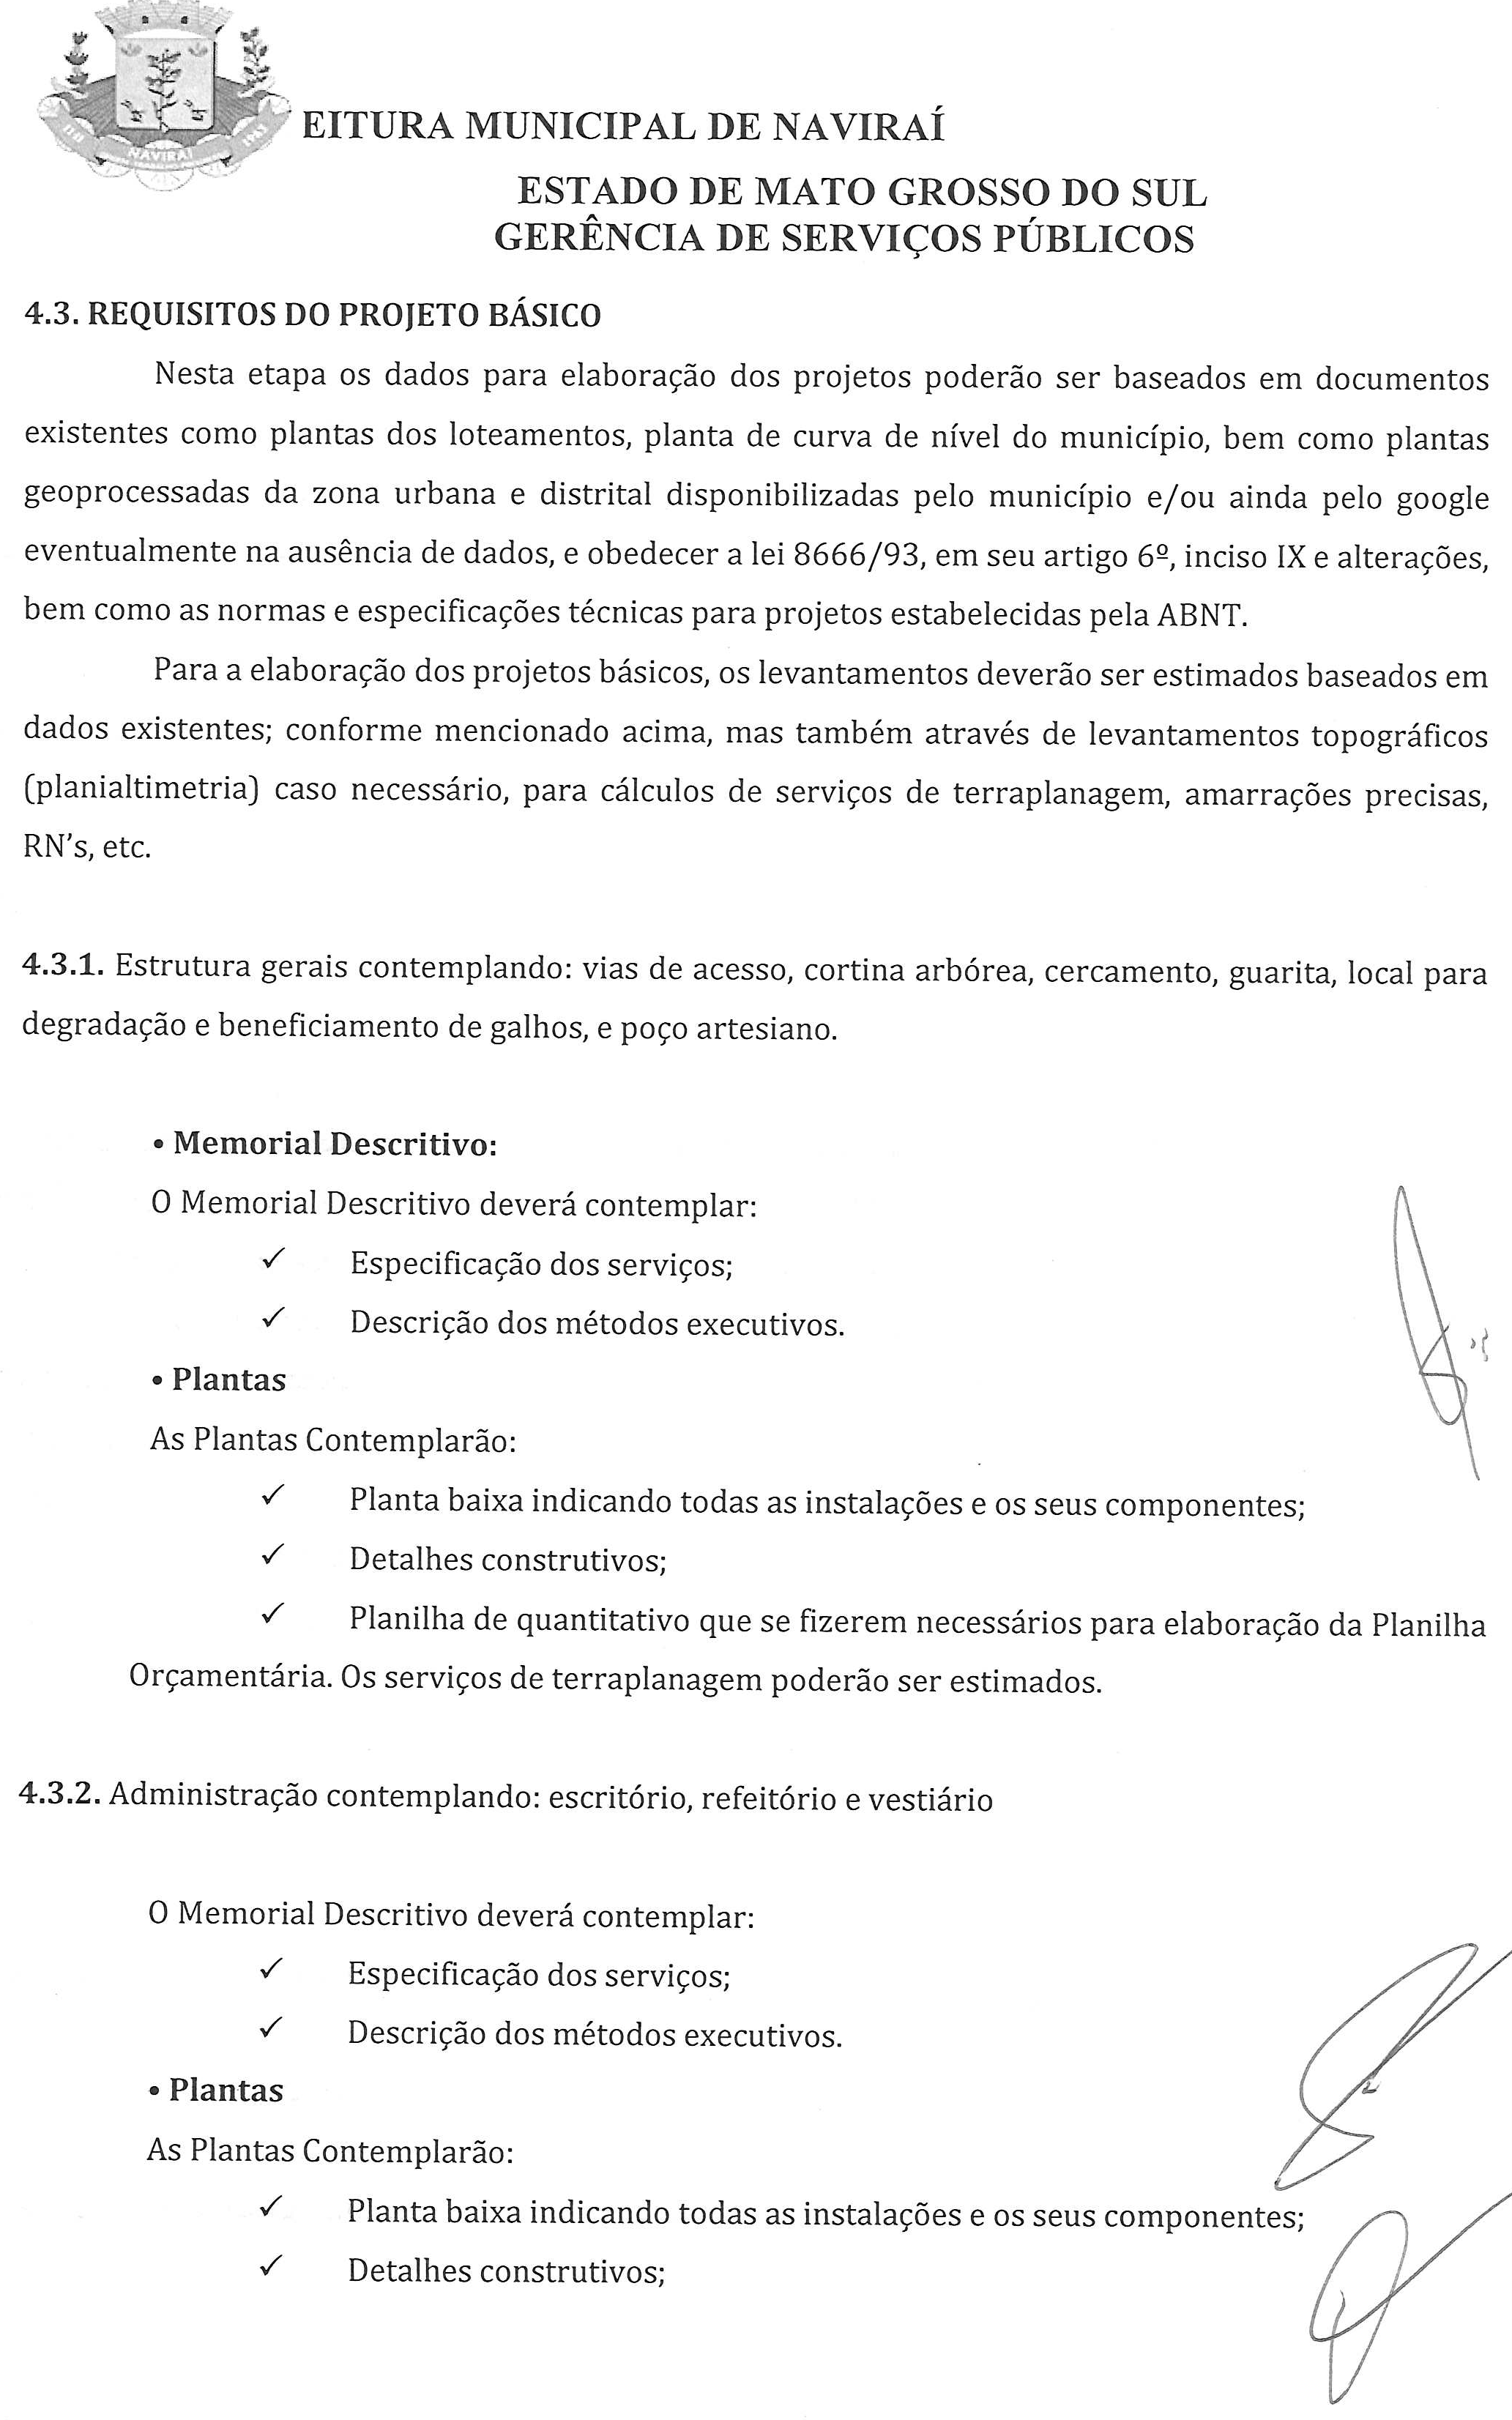 NAVIRAÍ
EITURA MUNICIPAL DE NAVIRAÍ
ESTADO DE MATO GROSSO DO SUL
GERÊNCIA DE SERVIÇOS PÚBLICOS
4.3. REQUISITOS DO PROJETO BÁSICO
Nesta etapa os dados para elaboração dos projetos poderão ser baseados em documentos
existentes como plantas dos loteamentos, planta de curva de nível do município, bem como plantas
geoprocessadas da zona urbana e distrital disponibilizadas pelo município e/ou ainda pelo google
eventualmente na ausência de dados, e obedecer a lei 8666/93, em seu artigo 6º, inciso IX e alterações,
bem como as normas e especificações técnicas para projetos estabelecidas pela ABNT.
Para a elaboração dos projetos básicos, os levantamentos deverão ser estimados baseados em
dados existentes; conforme mencionado acima, mas também através de levantamentos topográficos
(planialtimetria) caso necessário, para cálculos de serviços de terraplanagem, amarrações precisas,
RN's, etc.
4.3.1. Estrutura gerais contemplando: vias de acesso, cortina arbórea, cercamento, guarita, local para
degradação e beneficiamento de galhos, e poço artesiano.
• Memorial Descritivo:
O Memorial Descritivo deverá contemplar:
✓ Especificação dos serviços;
✓ Descrição dos métodos executivos.
• Plantas
As Plantas Contemplarão:
✓ Planta baixa indicando todas as instalações e os seus componentes;
✓ Detalhes construtivos;
✓ Planilha de quantitativo que se fizerem necessários para elaboração da Planilha
Orçamentária. Os serviços de terraplanagem poderão ser estimados.
4.3.2. Administração contemplando: escritório, refeitório e vestiário
O Memorial Descritivo deverá contemplar:
✓ Especificação dos serviços;
✓ Descrição dos métodos executivos.
• Plantas
As Plantas Contemplarão:
✓ Planta baixa indicando todas as instalações e os seus componentes;
✓ Detalhes construtivos;